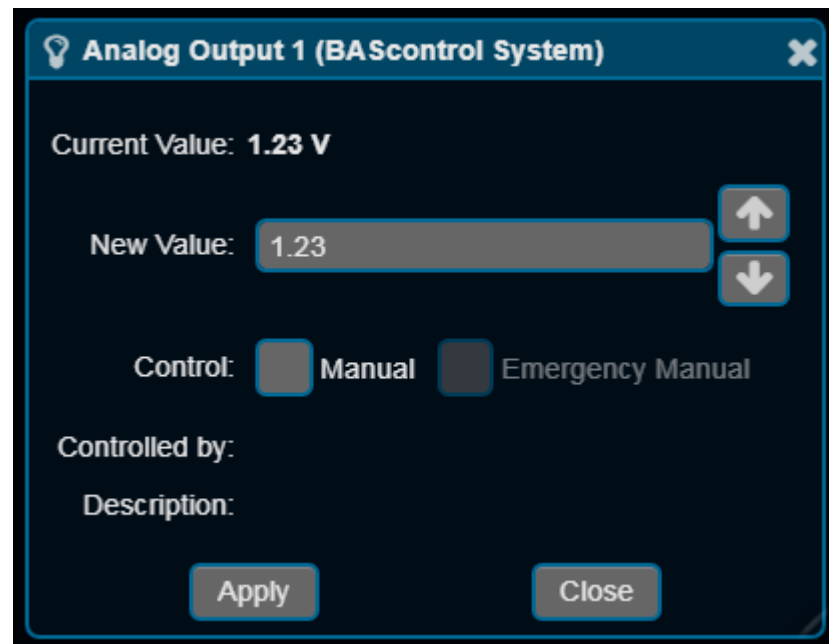 Analog Output 1 (BAScontrol System)
Current Value: 1.23 V
New Value: 1.23
Control: Manual Emergency Manual
Controlled by:
Description:
Apply Close